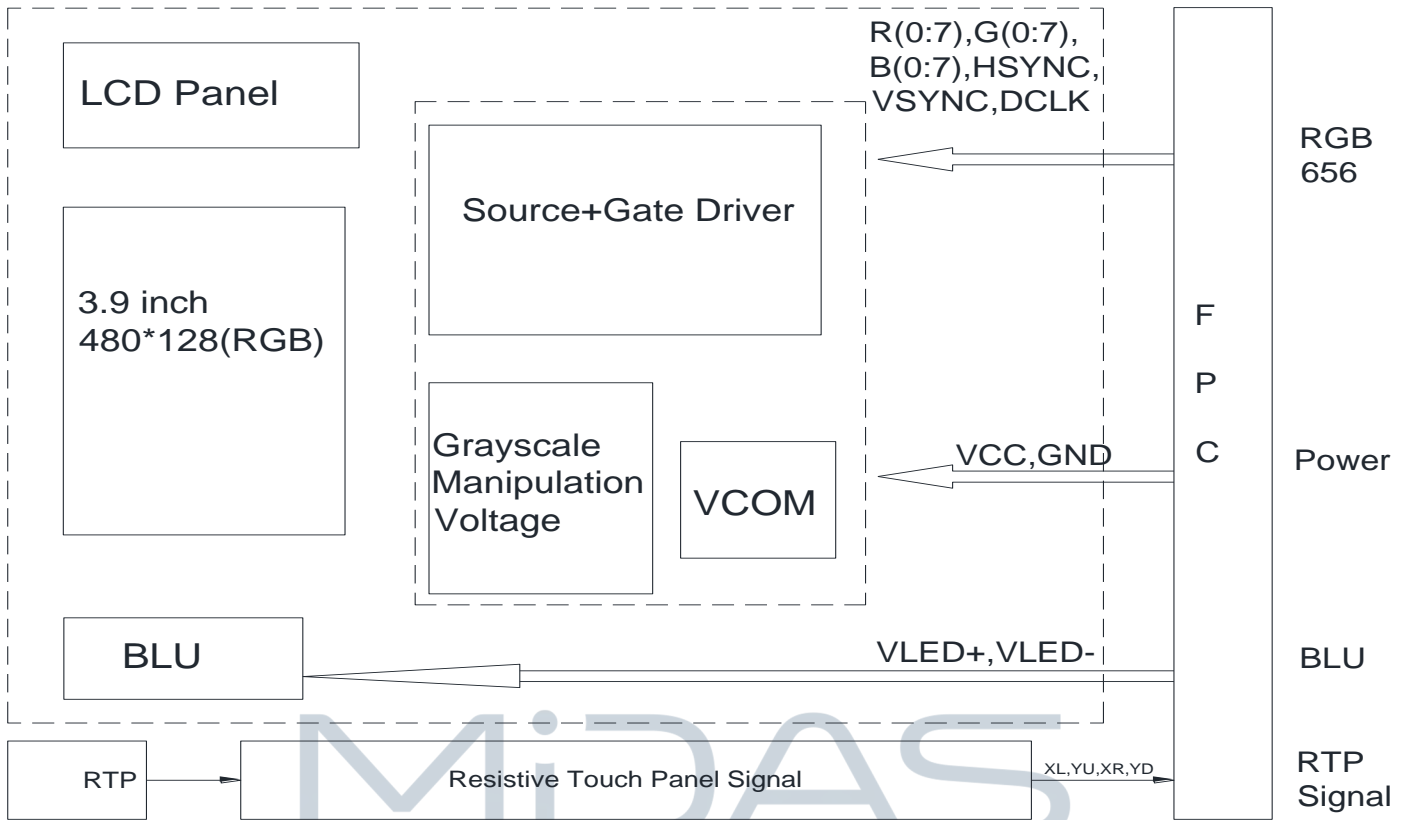 R(0:7),G(0:7),
B(0:7),HSYNC,
VSYNC,DCLK
LCD Panel
RGB
656
Source+Gate Driver
3.9 inch
480*128(RGB)
F
P
C
Grayscale
Manipulation
Voltage
VCOM
VCC,GND
Power
BLU
VLED+,VLED-
BLU
RTP
Resistive Touch Panel Signal
XL,YU,XR,YD
RTP
Signal
MiDAS